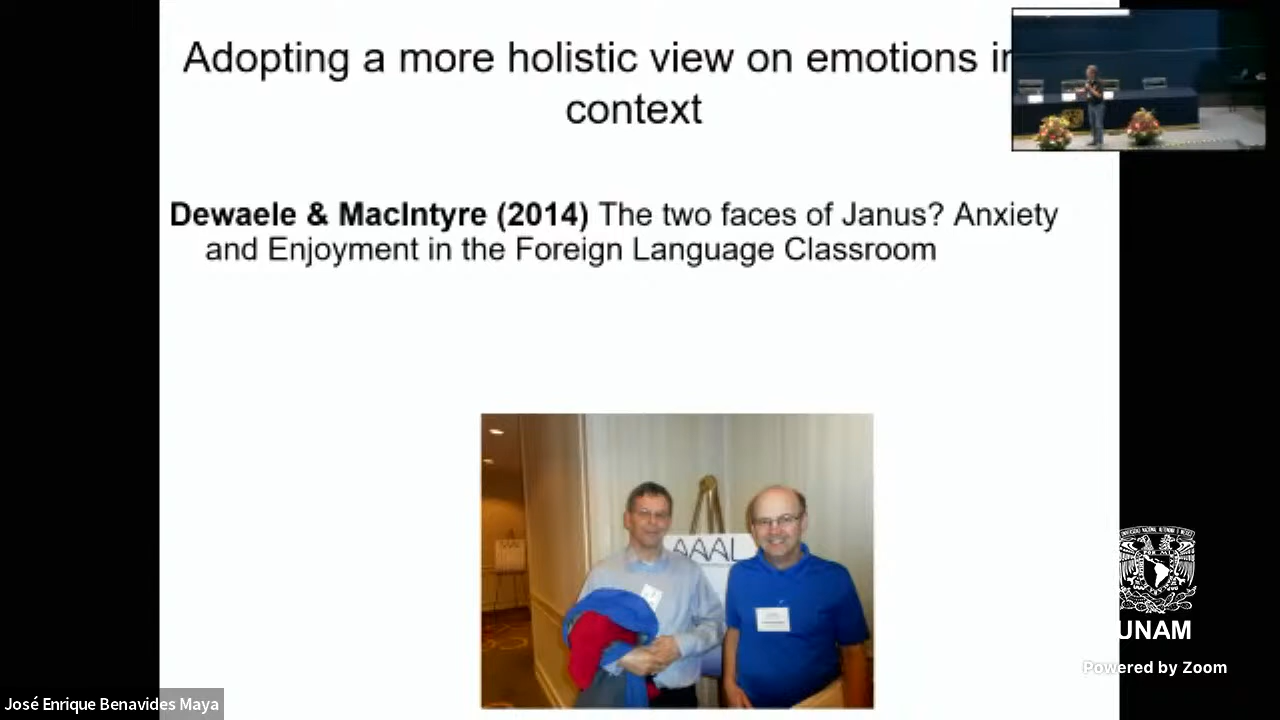 Adopting a more holistic view on emotions in
context
Dewaele & MacIntyre (2014) The two faces of Janus? Anxiety
and Enjoyment in the Foreign Language Classroom
AAAL
UNAM
Powered by Zoom
José Enrique Benavides Maya